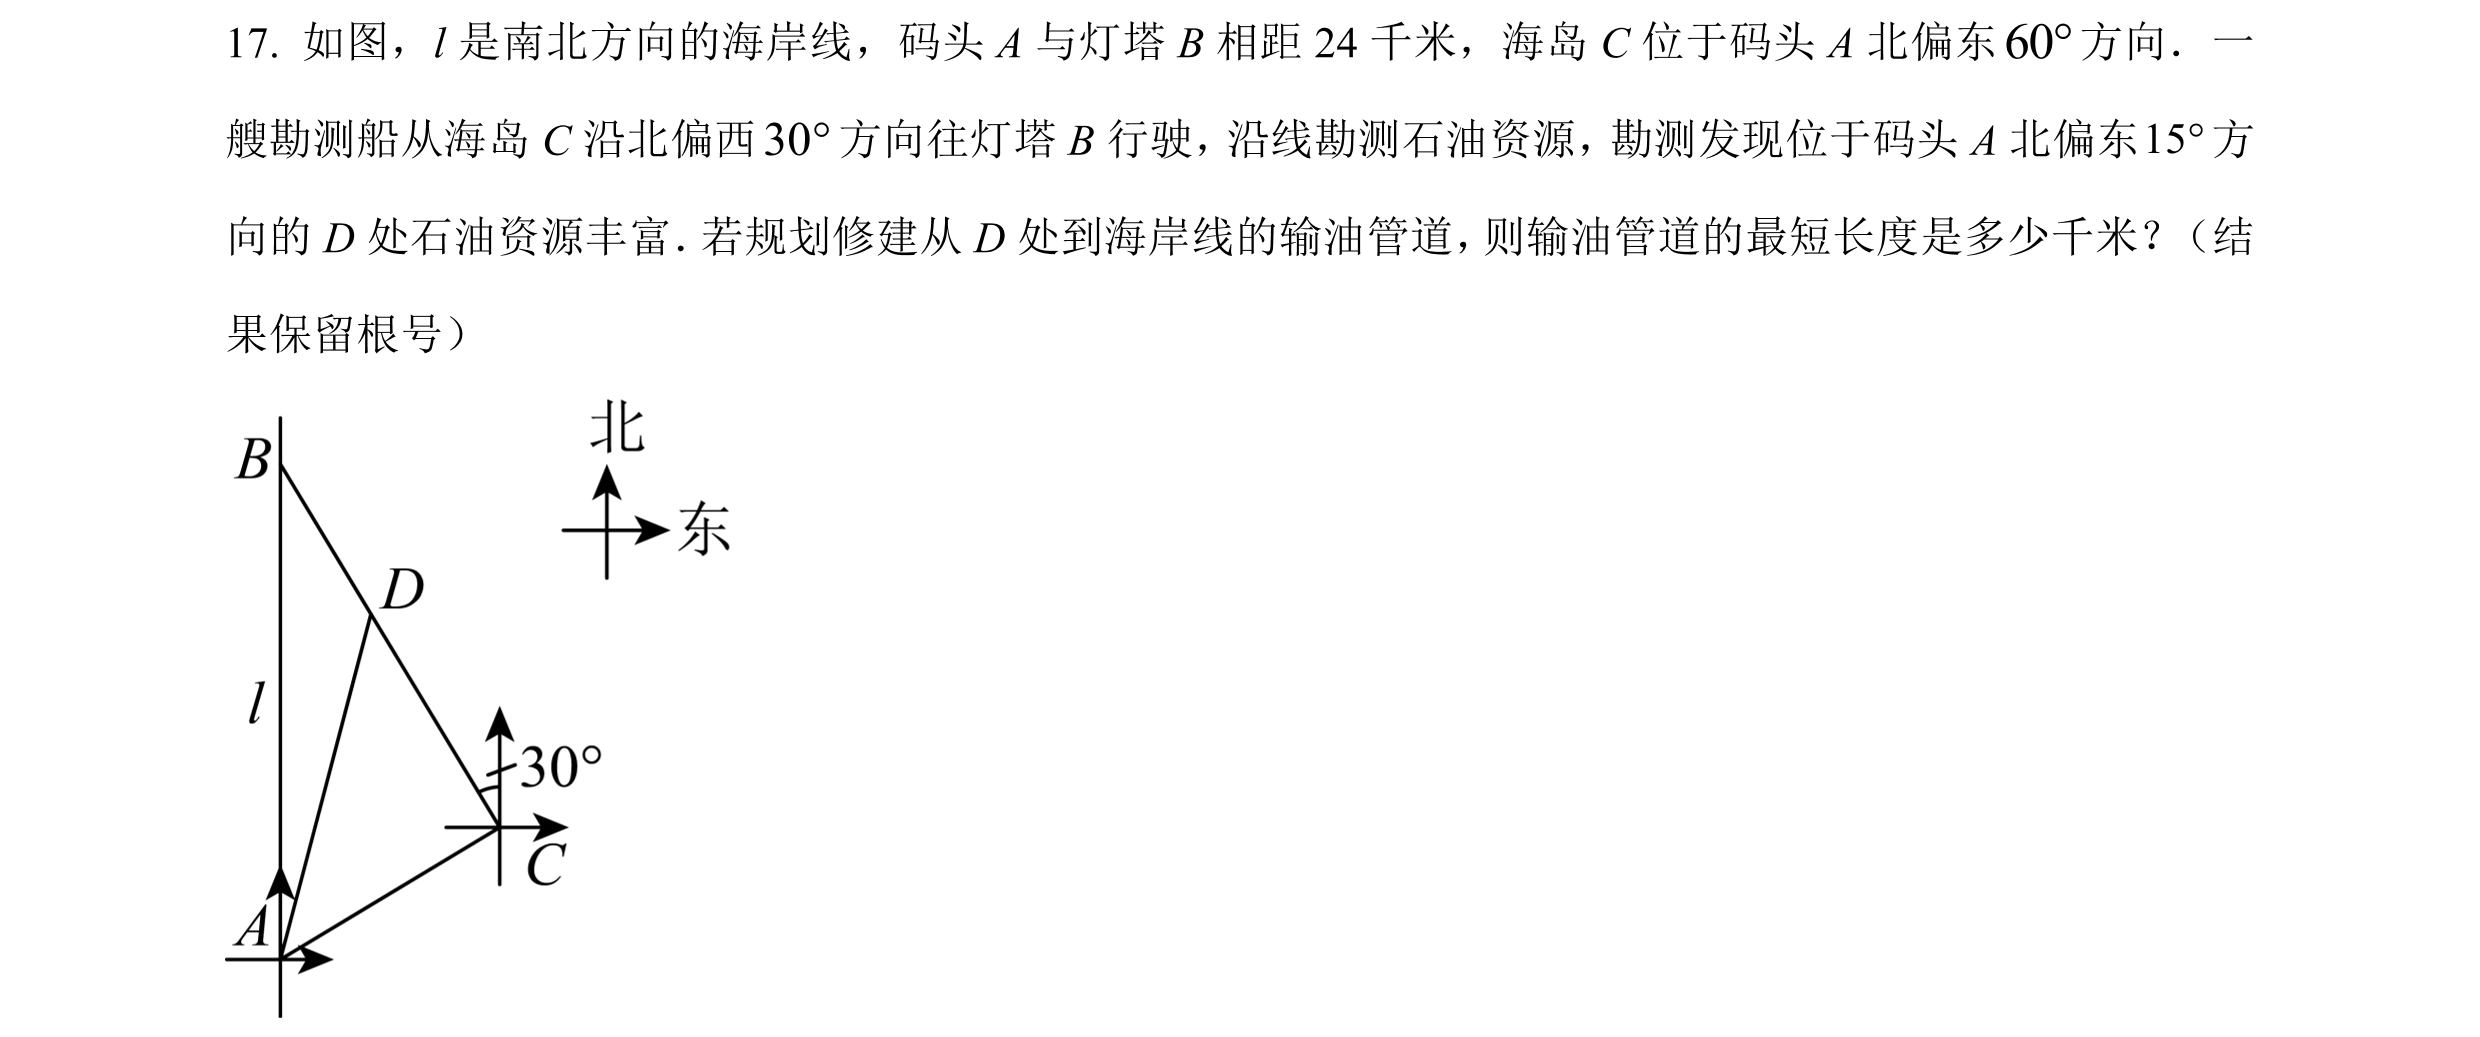 17. 如图，l 是南北方向的海岸线，码头 A 与灯塔 B 相距 24 千米，海岛 C 位于码头 A 北偏东 60° 方向．一
艘勘测船从海岛 C 沿北偏西 30° 方向往灯塔 B 行驶，沿线勘测石油资源，勘测发现位于码头 A 北偏东 15° 方
向的 D 处石油资源丰富．若规划修建从 D 处到海岸线的输油管道，则输油管道的最短长度是多少千米？（结
果保留根号）
北
B
东
D
l
30°
C
A